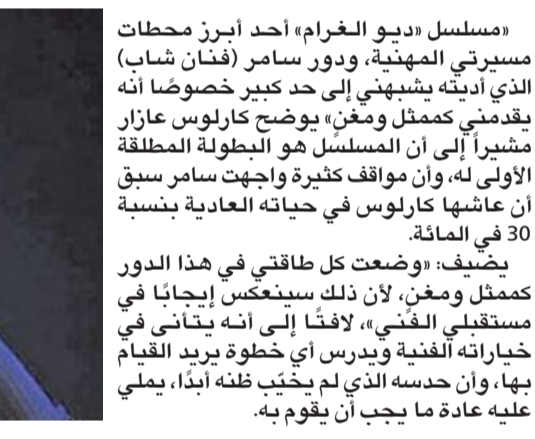 «مسلسل «ديو الغرام» أحد أبرز محطات
مسيرتي المهنية، ودور سامر (فنان شاب)
الذي أديته يشبهني إلى حد كبير خصوصًا أنه
يقدمني كممثل ومغنٍ» يوضح كارلوس عازار
مشيراً إلى أن المسلسل هو البطولة المطلقة
الأولى له، وأن مواقف كثيرة واجهت سامر سبق
أن عاشها كارلوس في حياته العادية بنسبة
30 في المائة.
يضيف: «وضعت كل طاقتي في هذا الدور
كممثل ومغنٍ، لأن ذلك سينعكس إيجابًا في
مستقبلي الفني»، لافتًا إلى أنه يتأنى في
خياراته الفنية ويدرس أي خطوة يريد القيام
بها، وأن حدسه الذي لم يخيّب ظنه أبدًا، يملي
عليه عادة ما يجب أن يقوم به.